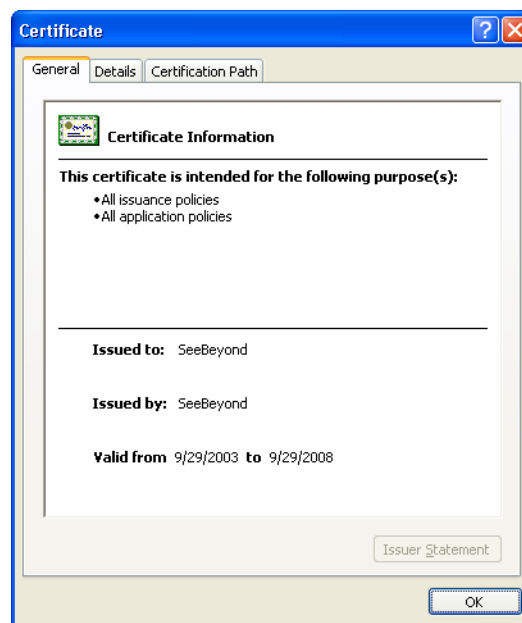 Certificate
General Details Certification Path
Certificate Information
This certificate is intended for the following purpose(s):
•All issuance policies
•All application policies
Issued to: SeeBeyond
Issued by: SeeBeyond
Valid from 9/29/2003 to 9/29/2008
Issuer Statement
OK